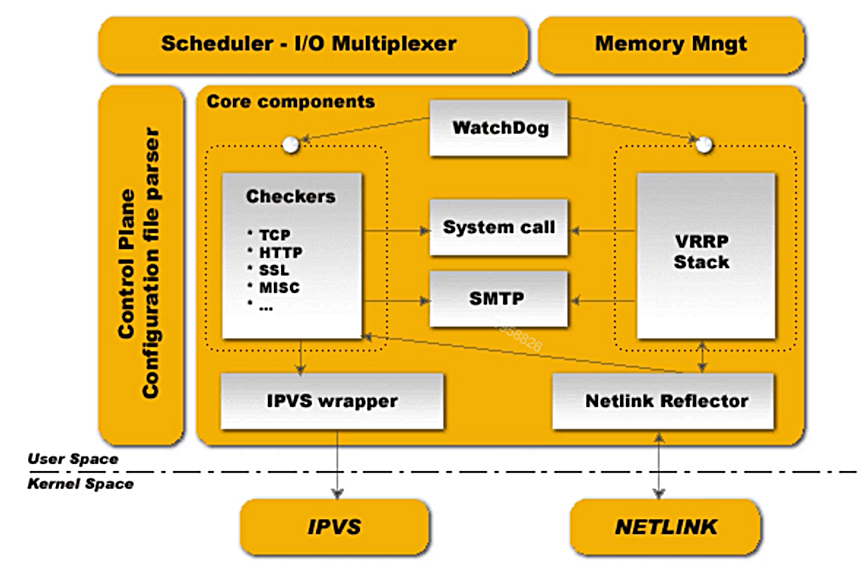 Scheduler - I/O Multiplexer
Memory Mngt
Control Plane
Configuration file parser
Core components
WatchDog
Checkers
* TCP
* HTTP
* SSL
* MISC
* ...
System call
SMTP
VRRP
Stack
IPVS wrapper
Netlink Reflector
User Space
Kernel Space
IPVS
NETLINK